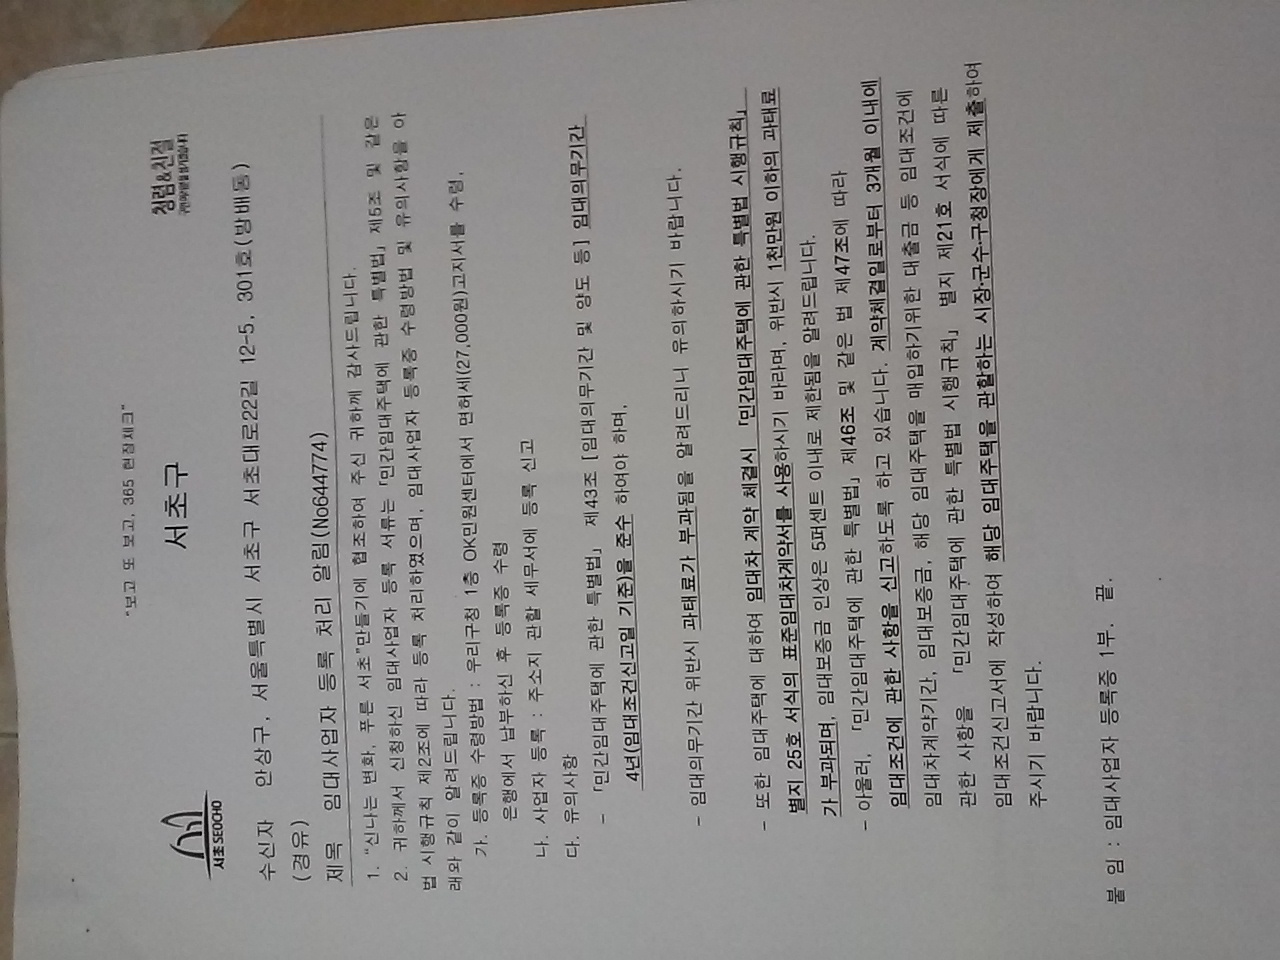 "보고 또 보고, 365 현장체크"
서초구
서초 SEOCHO
청렴&친절
구민 여러분을 섬기겠습니다
수신자 안상구, 서울특별시 서초구 서초대로22길 12-5, 301호(방배동)
(경유)
제목 임대사업자 등록 처리 알림(No644774)
1. "신나는 변화, 푸른 서초"만들기에 협조하여 주신 귀하께 감사드립니다.
2. 귀하께서 신청하신 임대사업자 등록 서류는「민간임대주택에 관한 특별법」제5조 및 같은
법 시행규칙 제2조에 따라 등록 처리하였으며, 임대사업자 등록증 수령방법 및 유의사항을 아
래와 같이 알려드립니다.
가. 등록증 수령방법 : 우리구청 1층 OK민원센터에서 면허세(27,000원)고지서를 수령,
은행에서 납부하신 후 등록증 수령
나. 사업자 등록 : 주소지 관할 세무서에 등록 신고
다. 유의사항
- 「민간임대주택에 관한 특별법」 제43조 [임대의무기간 및 양도 등] 임대의무기간
4년(임대조건신고일 기준)을 준수 하여야 하며,
- 임대의무기간 위반시 과태료가 부과됨을 알려드리니 유의하시기 바랍니다.
- 또한 임대주택에 대하여 임대차 계약 체결시 「민간임대주택에 관한 특별법 시행규칙」
별지 25호 서식의 표준임대차계약서를 사용하시기 바라며, 위반시 1천만원 이하의 과태료
가 부과되며, 임대보증금 인상은 5퍼센트 이내로 제한됨을 알려드립니다.
- 아울러, 「민간임대주택에 관한 특별법」제46조 및 같은 법 제47조에 따라
임대조건에 관한 사항을 신고하도록 하고 있습니다. 계약체결일로부터 3개월 이내에
임대차계약기간, 임대보증금, 해당 임대주택을 매입하기위한 대출금 등 임대조건에
관한 사항을 「민간임대주택에 관한 특별법 시행규칙」 별지 제21호 서식에 따른
임대조건신고서에 작성하여 해당 임대주택을 관할하는 시장·군수·구청장에게 제출하여
주시기 바랍니다.
붙 임 : 임대사업자 등록증 1부. 끝.